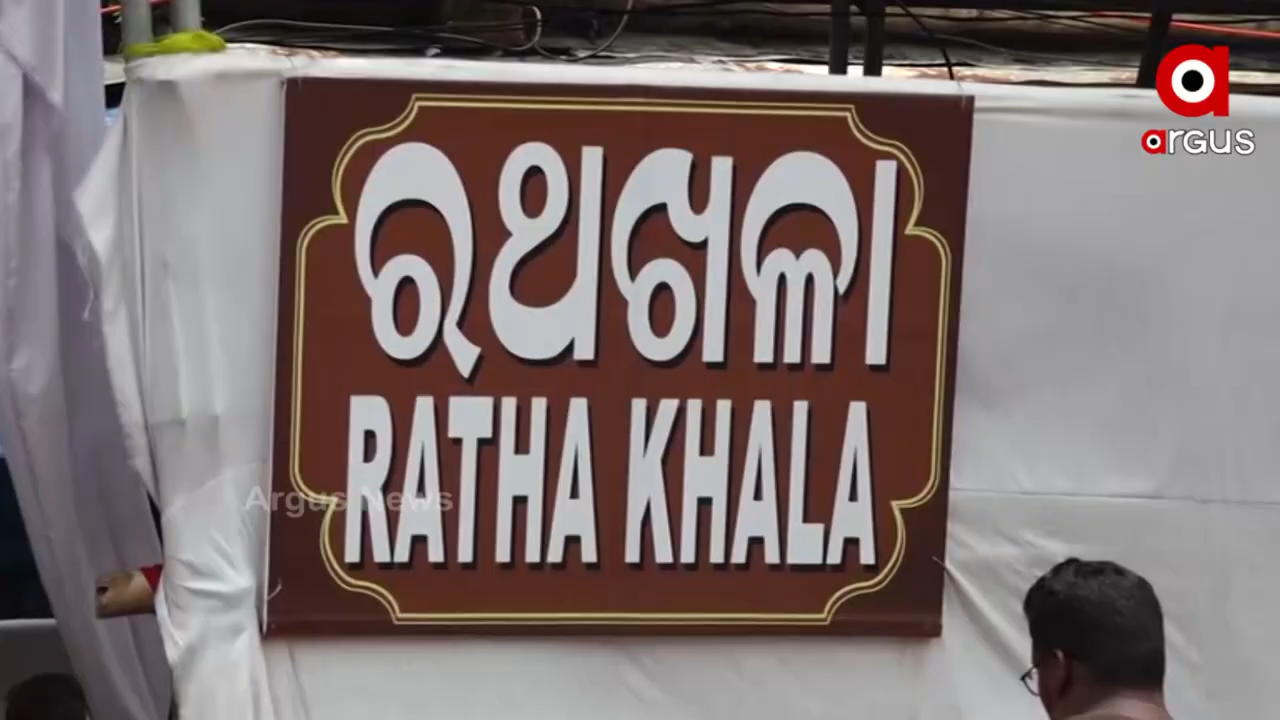 argus
ରଥଖଳା
RATHA KHALA
Argus News